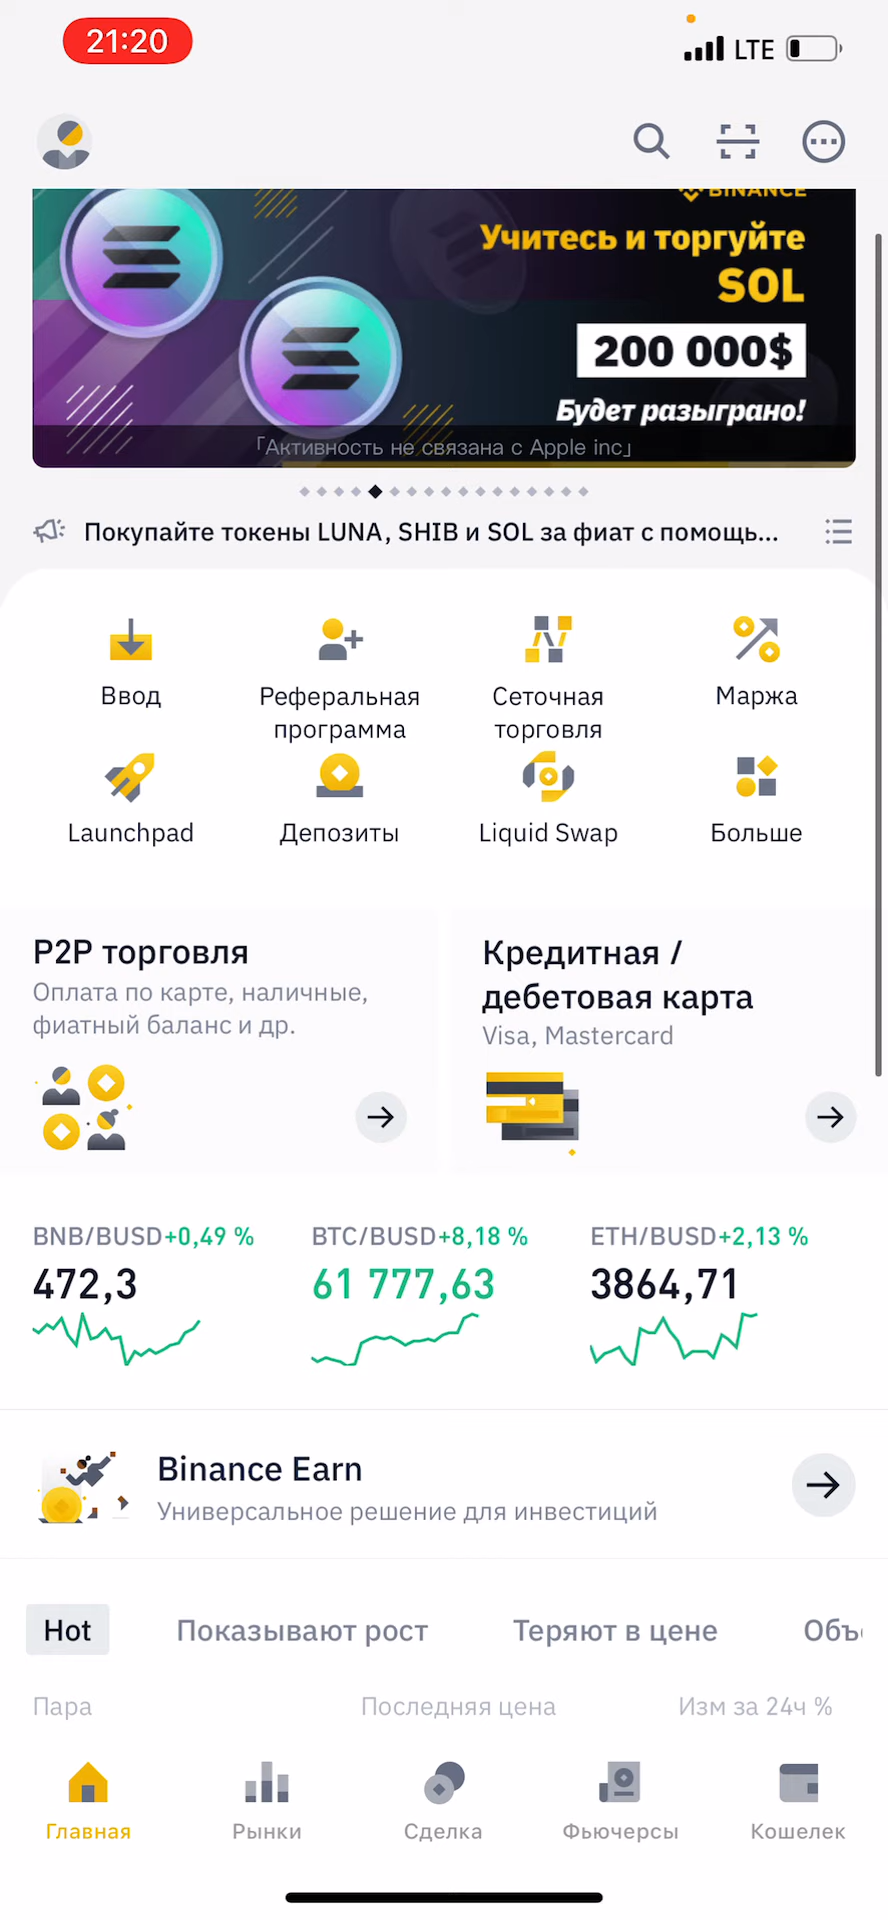 21:20
LTE
BINANCE
Учитесь и торгуйте
SOL
200 000$
Будет разыграно!
「Активность не связана с Apple inc」
Покупайте токены LUNA, SHIB и SOL за фиат с помощь...
Ввод
Реферальная программа
Сеточная торговля
Маржа
Launchpad
Депозиты
Liquid Swap
Больше
P2P торговля
Оплата по карте, наличные,
фиатный баланс и др.
Кредитная /
дебетовая карта
Visa, Mastercard
BNB/BUSD+0,49 %
472,3
BTC/BUSD+8,18 %
61 777,63
ETH/BUSD+2,13 %
3864,71
Binance Earn
Универсальное решение для инвестиций
Hot Показывают рост Теряют в цене Объ
Пара Последняя цена Изм за 24ч %
Главная Рынки Сделка Фьючерсы Кошелек